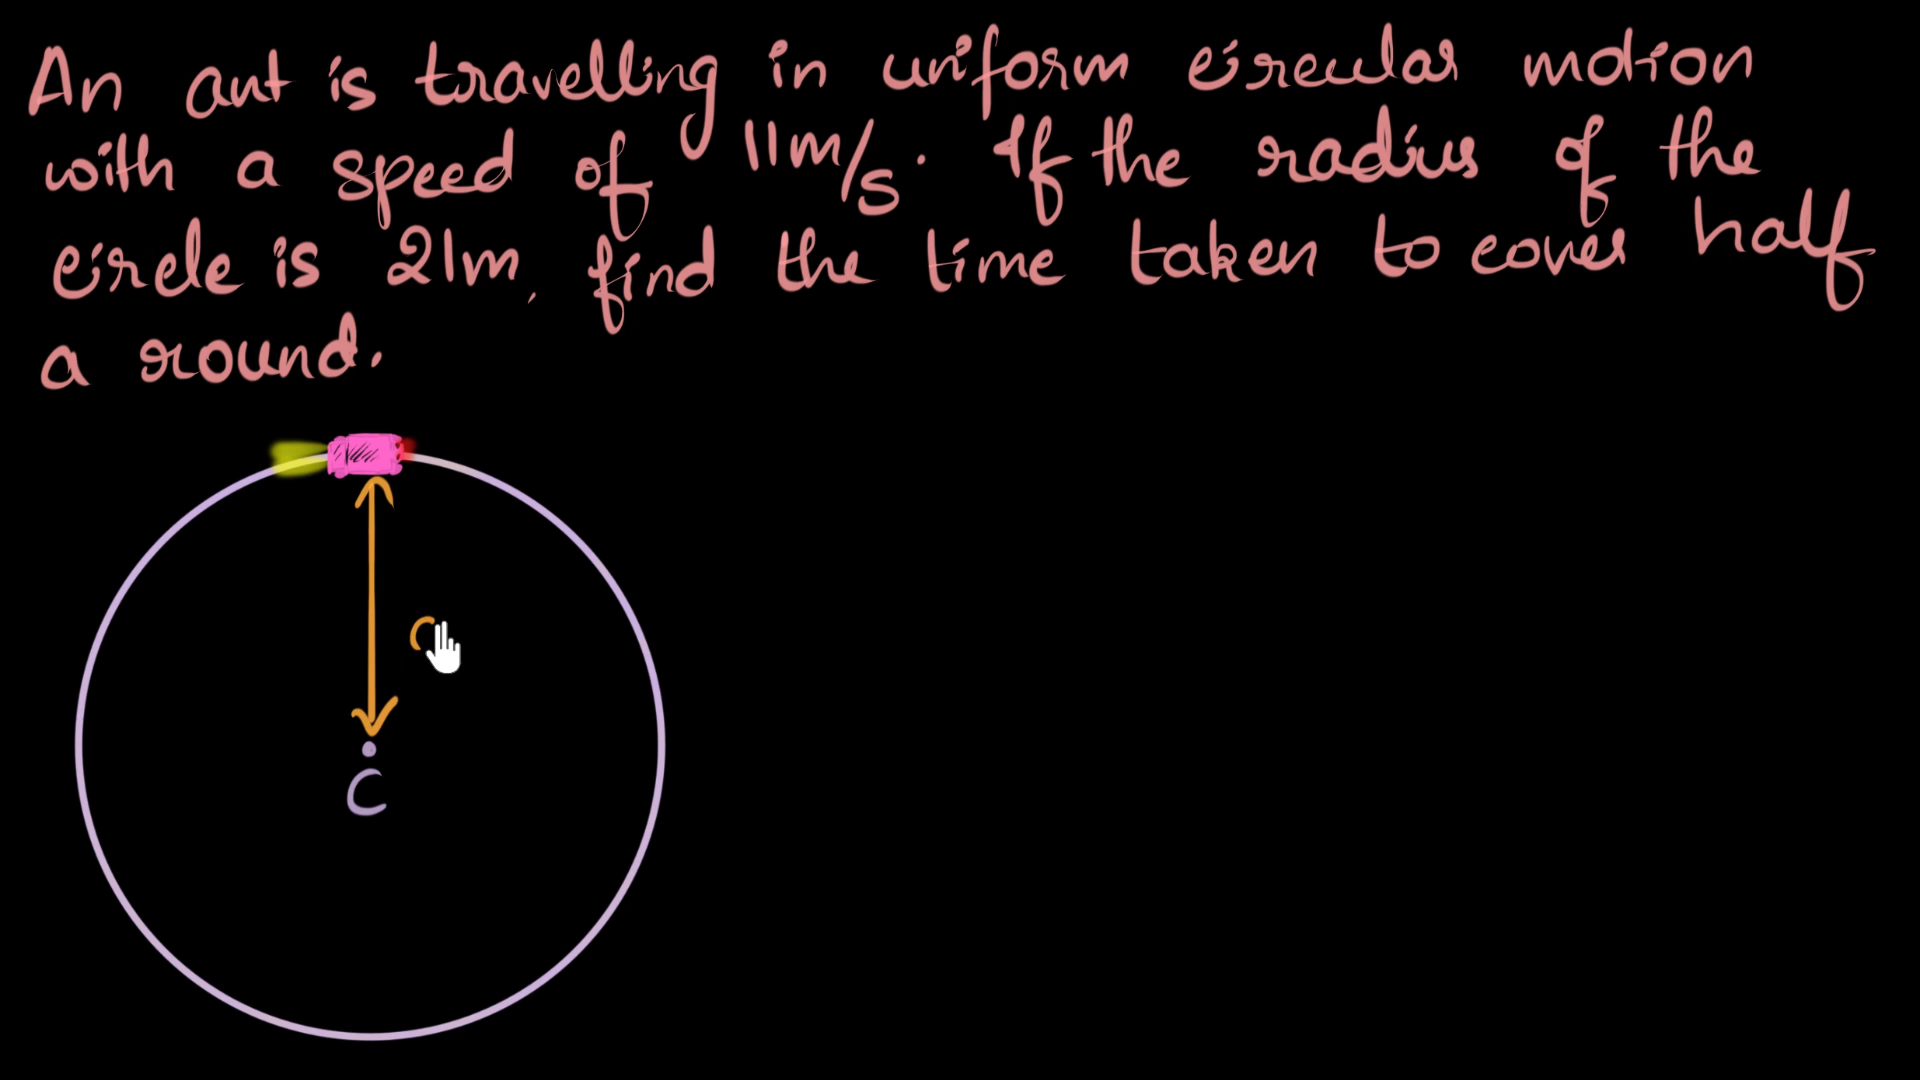 An ant is travelling in uniform circular motion
with a speed of 11m/s. If the radius of the
circle is 21m, find the time taken to cover half
a round.
C